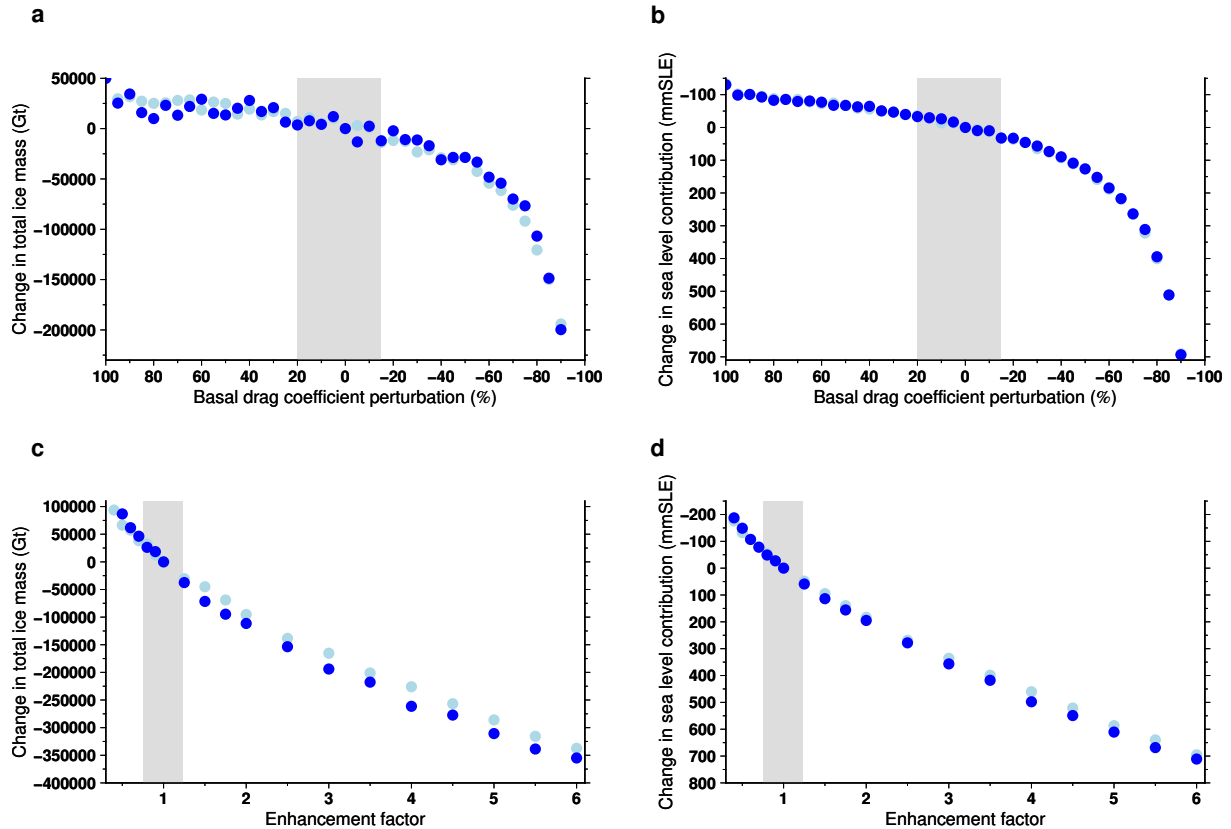 a
b
50000
0
−50000
−100000
−150000
−200000
Change in total ice mass (Gt)
100 80 60 40 20 0 −20 −40 −60 −80 −100
Basal drag coefficient perturbation (%)
−100
0
100
200
300
400
500
600
700
Change in sea level contribution (mmSLE)
100 80 60 40 20 0 −20 −40 −60 −80 −100
Basal drag coefficient perturbation (%)
c
d
100000
50000
0
−50000
−100000
−150000
−200000
−250000
−300000
−350000
−400000
Change in total ice mass (Gt)
1 2 3 4 5 6
Enhancement factor
−200
−100
0
100
200
300
400
500
600
700
800
Change in sea level contribution (mmSLE)
1 2 3 4 5 6
Enhancement factor